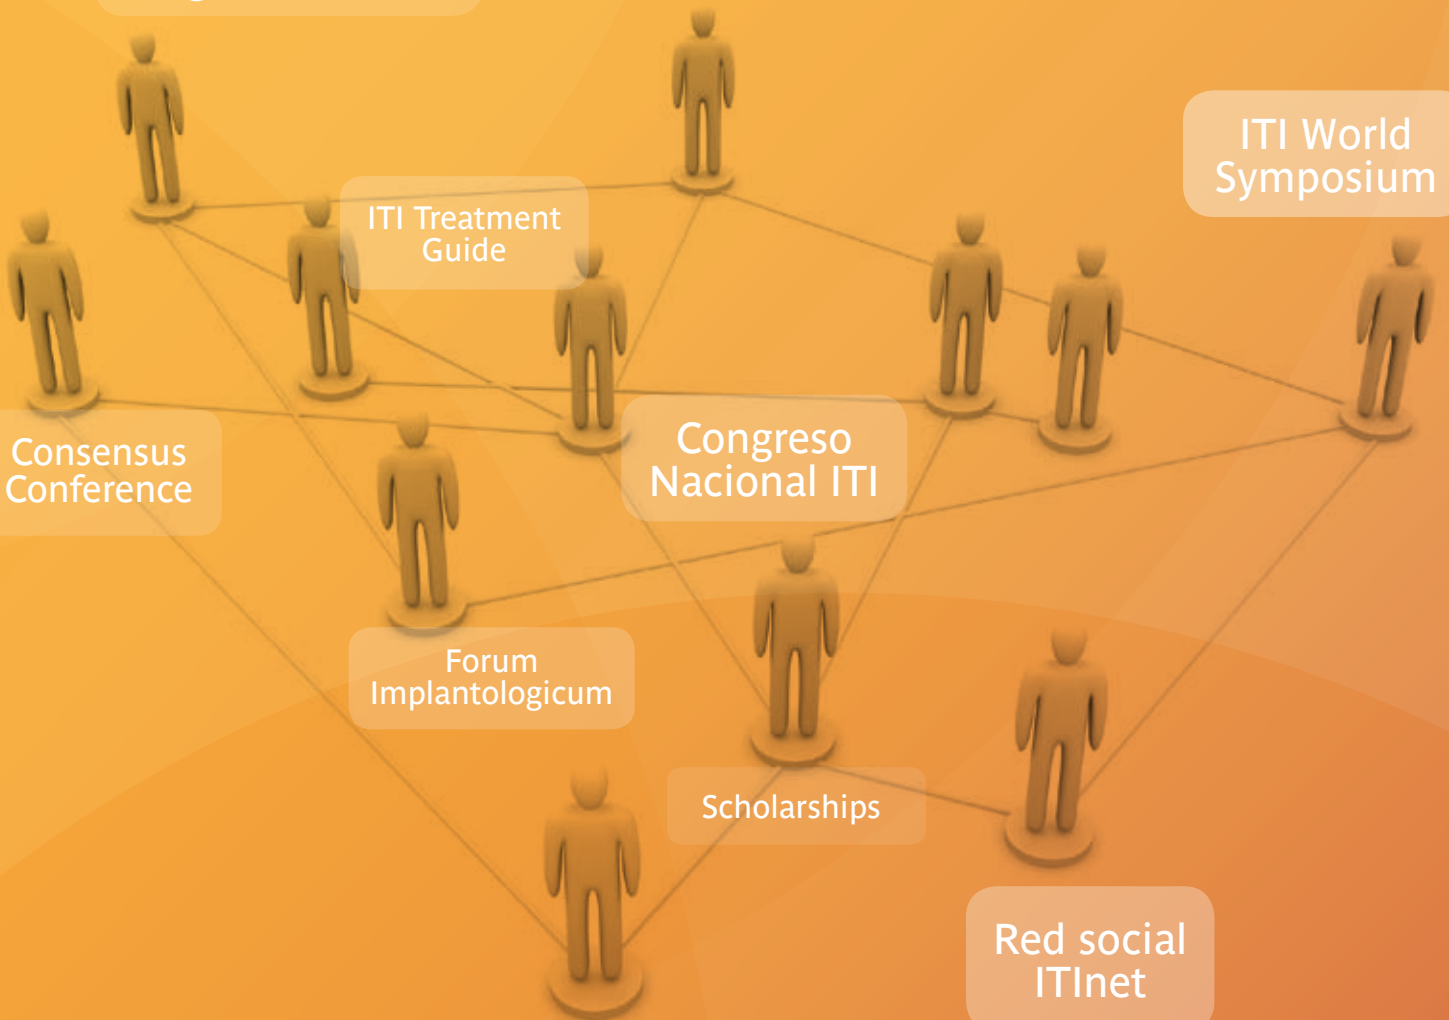 ITI World
Symposium
ITI Treatment
Guide
Consensus
Conference
Congreso
Nacional ITI
Forum
Implantologicum
Scholarships
Red social
ITInet